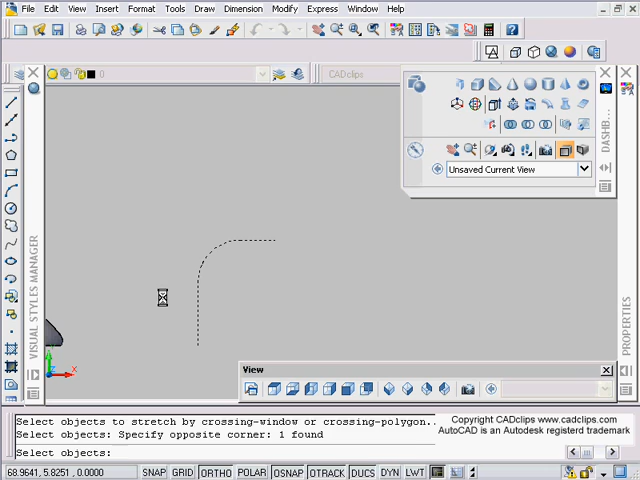 File Edit View Insert Format Tools Draw Dimension Modify Express Window Help
0
CADclips
Unsaved Current View
DASHB...
VISUAL STYLES MANAGER
PROPERTIES
X
View
Select objects to stretch by crossing-window or crossing-polygon..
Select objects: Specify opposite corner: 1 found
Select objects:
Copyright CADclips www.cadclips.com
AutoCAD is an Autodesk registerd trademark
68.9641, 5.8251, 0.0000 SNAP GRID ORTHO POLAR OSNAP OTRACK DUCS DYN LWT